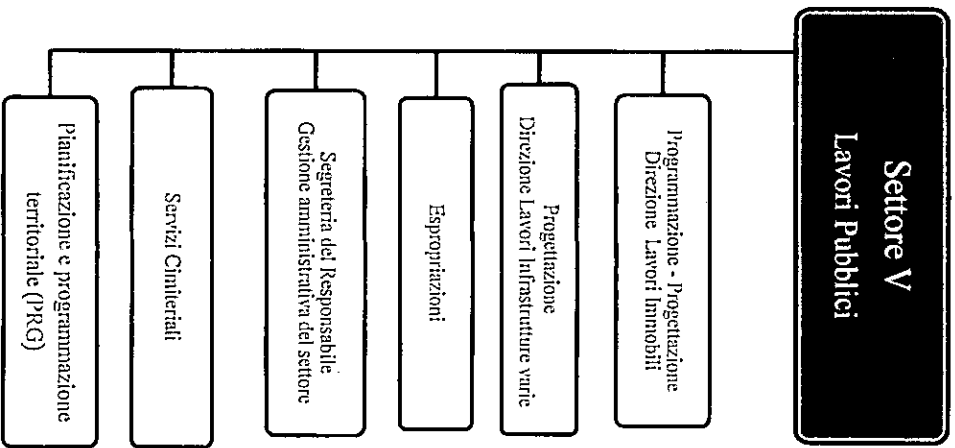 Settore V
Lavori Pubblici
Programmazione - Progettazione
Direzione Lavori Immobili
Progettazione
Direzione Lavori Infrastrutture varie
Espropriazioni
Segreteria del Responsabile
Gestione amministrativa del settore
Servizi Cimiteriali
Pianificazione e programmazione
territoriale (PRG)